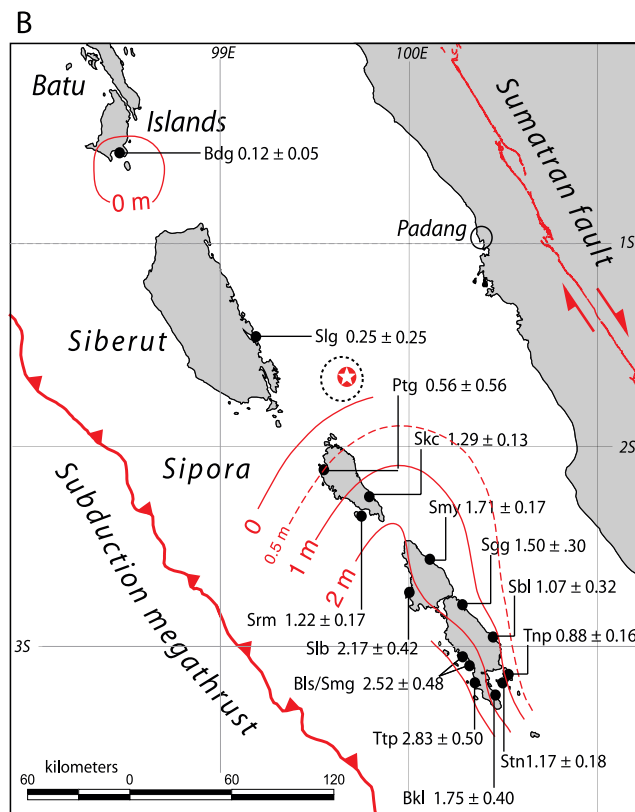 B
99E
100E
Batu
Islands
Bdg 0.12 ± 0.05
0 m
Sumatran fault
Padang
1S
Siberut
Slg 0.25 ± 0.25
Ptg 0.56 ± 0.56
Skc 1.29 ± 0.13
2S
Sipora
Smy 1.71 ± 0.17
Sgg 1.50 ± .30
Sbl 1.07 ± 0.32
Tnp 0.88 ± 0.16
0
0.5 m
1 m
2 m
Subduction megathrust
Srm 1.22 ± 0.17
Slb 2.17 ± 0.42
3S
Bls/Smg 2.52 ± 0.48
Ttp 2.83 ± 0.50
Stn1.17 ± 0.18
Bkl 1.75 ± 0.40
kilometers
60 0 60 120